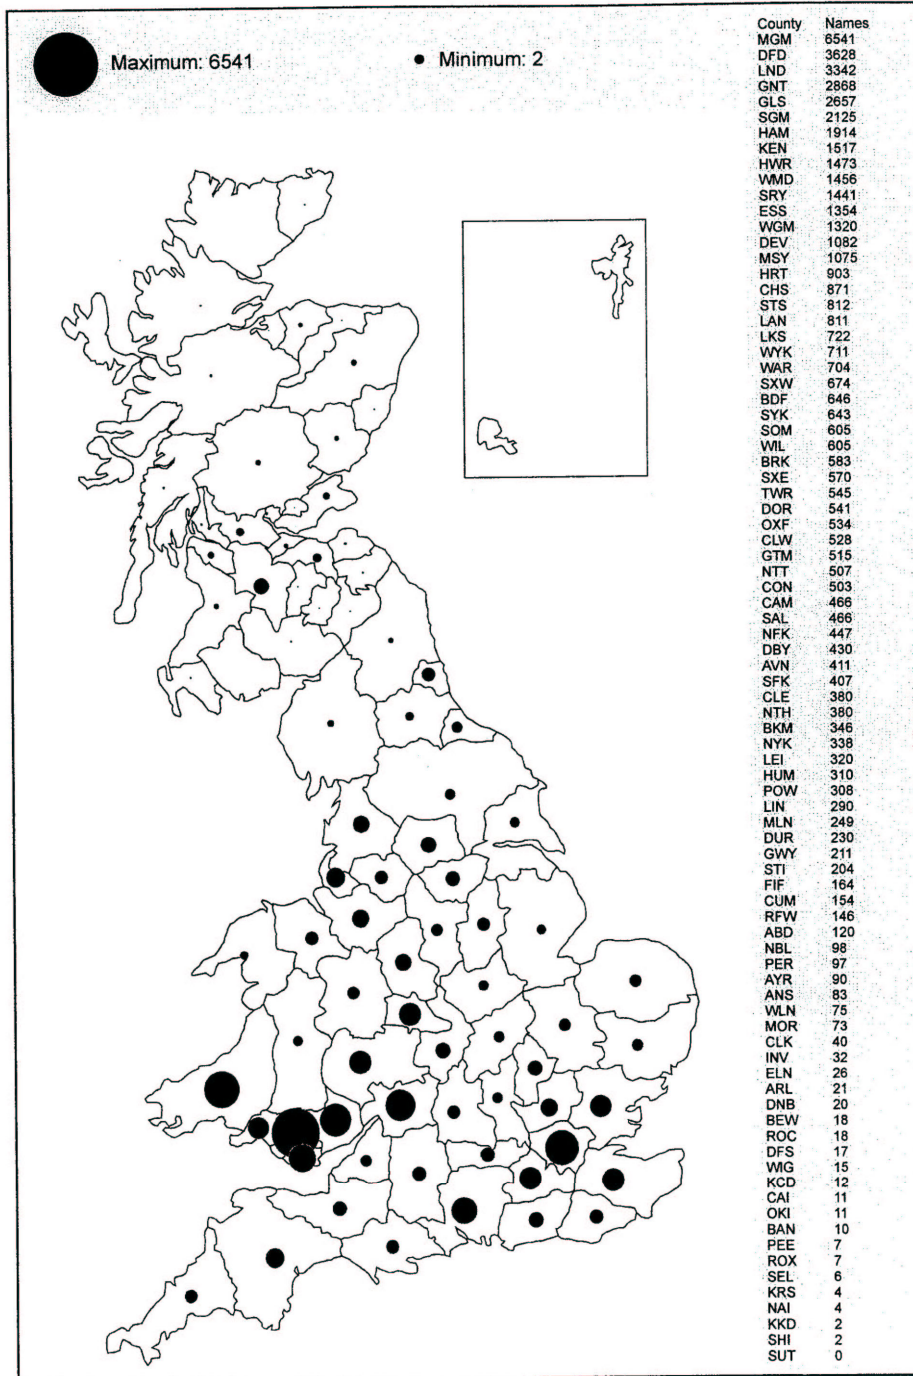 Maximum: 6541
Minimum: 2
County Names
MGM 6541
DFD 3628
LND 3342
GNT 2868
GLS 2657
SGM 2125
HAM 1914
KEN 1517
HWR 1473
WMD 1456
SRY 1441
ESS 1354
WGM 1320
DEV 1082
MSY 1075
HRT 903
CHS 871
STS 812
LAN 811
LKS 722
WYK 711
WAR 704
SXW 674
BDF 646
SYK 643
SOM 605
WIL 605
BRK 583
SXE 570
TWR 545
DOR 541
OXF 534
CLW 528
GTM 515
NTT 507
CON 503
CAM 466
SAL 466
NFK 447
DBY 430
AVN 411
SFK 407
CLE 380
NTH 380
BKM 346
NYK 338
LEI 320
HUM 310
POW 308
LIN 290
MLN 249
DUR 230
GWY 211
STI 204
FIF 164
CUM 154
RFW 146
ABD 120
NBL 98
PER 97
AYR 90
ANS 83
WLN 75
MOR 73
CLK 40
INV 32
ELN 26
ARL 21
DNB 20
BEW 18
ROC 18
DFS 17
WIG 15
KCD 12
CAI 11
OKI 11
BAN 10
PEE 7
ROX 7
SEL 6
KRS 4
NAI 4
KKD 2
SHI 2
SUT 0